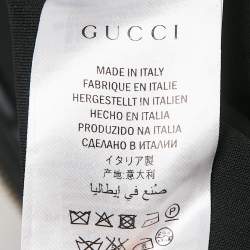 GUCCI
MADE IN ITALY
FABRIQUE EN ITALIE
HERGESTELLT IN ITALIEN
HECHO EN ITALIA
PRODUZIDO NA ITALIA
СДЕЛАНО В ИТАЛИИ
イタリア製
产地:意大利
صنع في إيطاليا